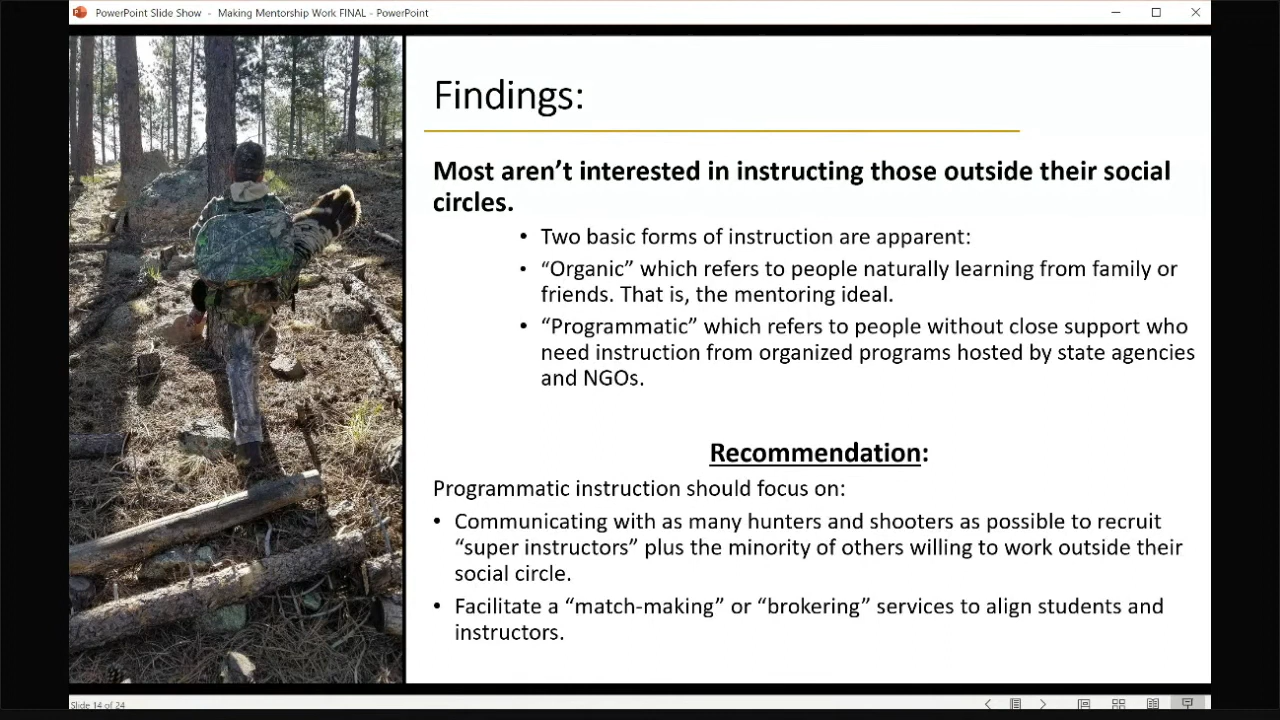 PowerPoint Slide Show - Making Mentorship Work FINAL - PowerPoint
Findings:
Most aren’t interested in instructing those outside their social
circles.
• Two basic forms of instruction are apparent:
• “Organic” which refers to people naturally learning from family or
friends. That is, the mentoring ideal.
• “Programmatic” which refers to people without close support who
need instruction from organized programs hosted by state agencies
and NGOs.
Recommendation:
Programmatic instruction should focus on:
• Communicating with as many hunters and shooters as possible to recruit
“super instructors” plus the minority of others willing to work outside their
social circle.
• Facilitate a “match-making” or “brokering” services to align students and
instructors.
Slide 14 of 24